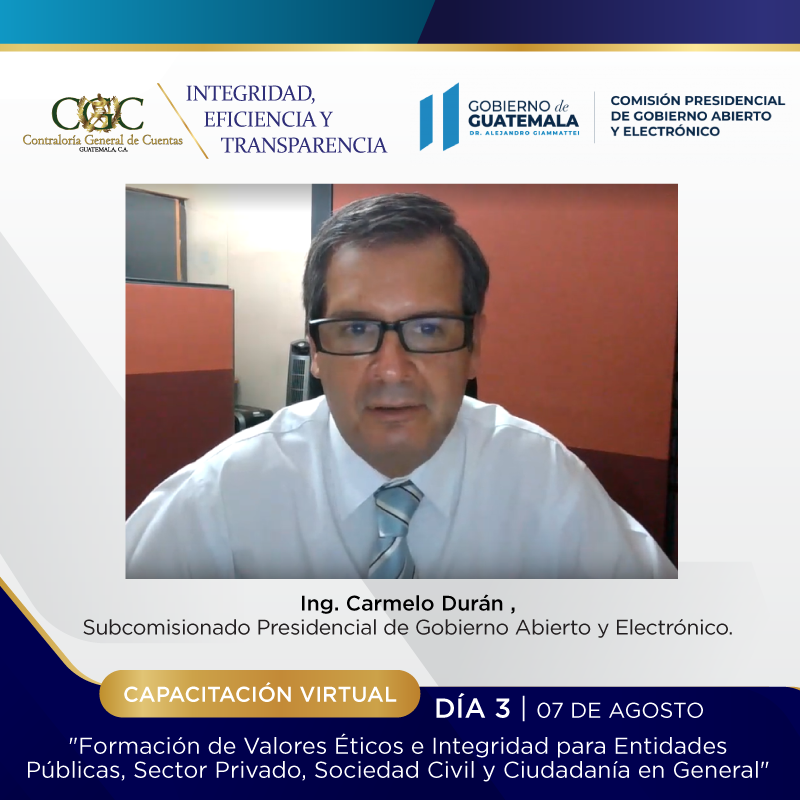 CGC
Contraloría General de Cuentas
GUATEMALA, C.A.
INTEGRIDAD,
EFICIENCIA Y
TRANSPARENCIA
GOBIERNO de
GUATEMALA
DR. ALEJANDRO GIAMMATTEI
COMISIÓN PRESIDENCIAL
DE GOBIERNO ABIERTO
Y ELECTRÓNICO
Ing. Carmelo Durán ,
Subcomisionado Presidencial de Gobierno Abierto y Electrónico.
CAPACITACIÓN VIRTUAL
DÍA 3 | 07 DE AGOSTO
"Formación de Valores Éticos e Integridad para Entidades
Públicas, Sector Privado, Sociedad Civil y Ciudadanía en General"